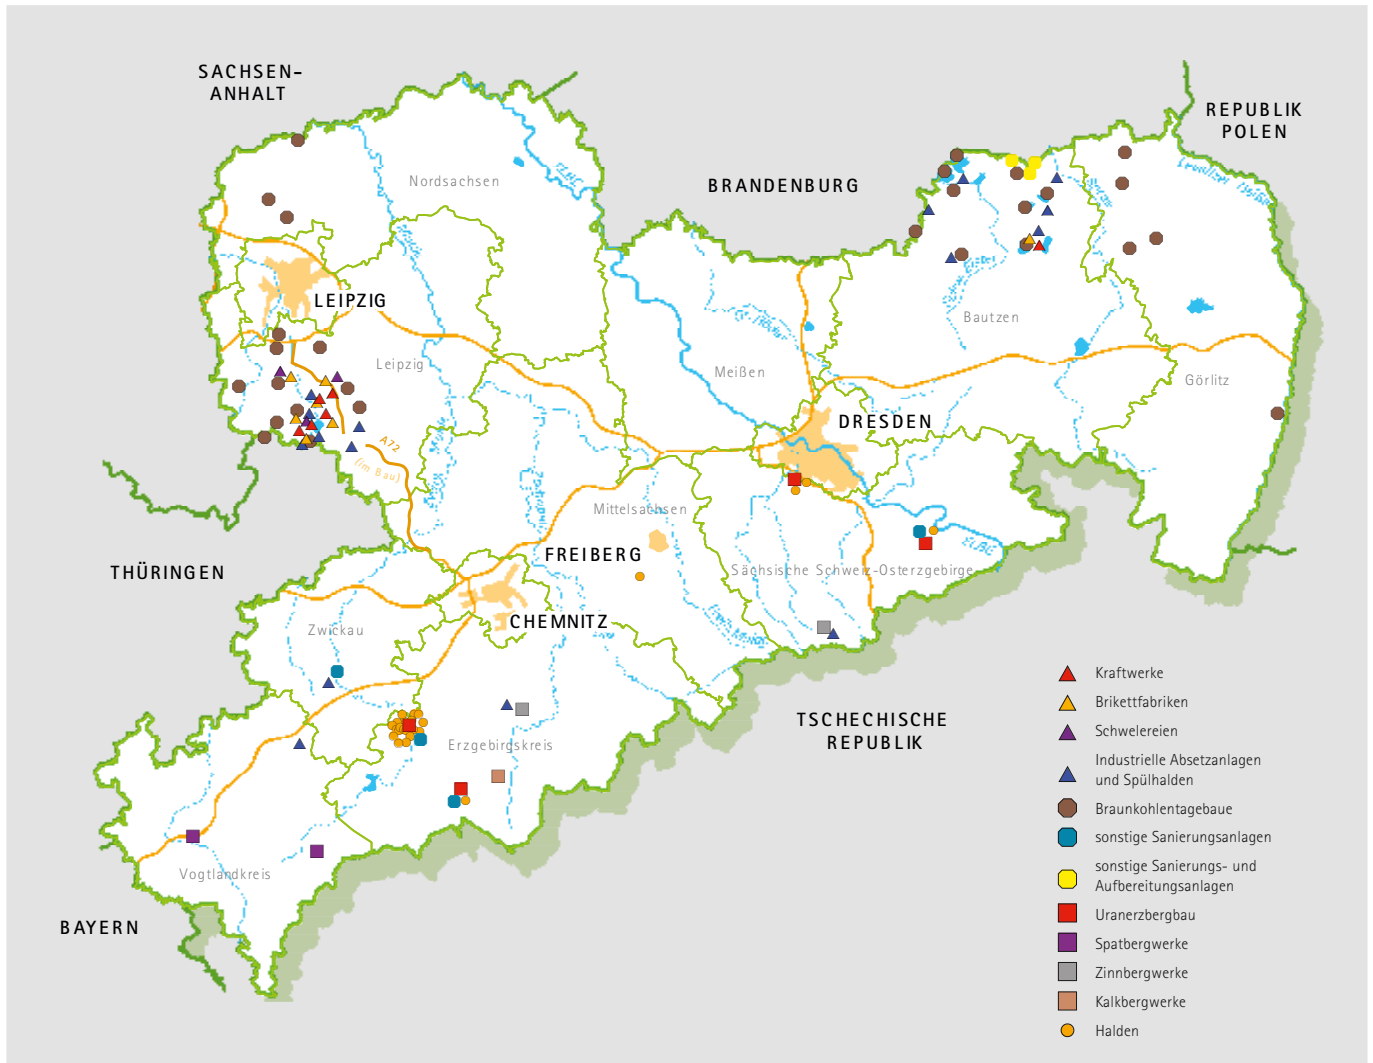 SACHSEN-
ANHALT
REPUBLIK
POLEN
BRANDENBURG
Nordsachsen
ELBE
LEIPZIG
Leipzig
Bautzen
Meißen
Görlitz
DRESDEN
A72
(im Bau)
Mittelsachsen
FREIBERG
ELBE
THÜRINGEN
Sächsische Schweiz-Osterzgebirge
CHEMNITZ
Zwickau
TSCHECHISCHE
REPUBLIK
Erzgebirgskreis
Vogtlandkreis
BAYERN
Kraftwerke
Brikettfabriken
Schwelereien
Industrielle Absetzanlagen
und Spülhalden
Braunkohlentagebaue
sonstige Sanierungsanlagen
sonstige Sanierungs- und
Aufbereitungsanlagen
Uranerzbergbau
Spatbergwerke
Zinnbergwerke
Kalkbergwerke
Halden